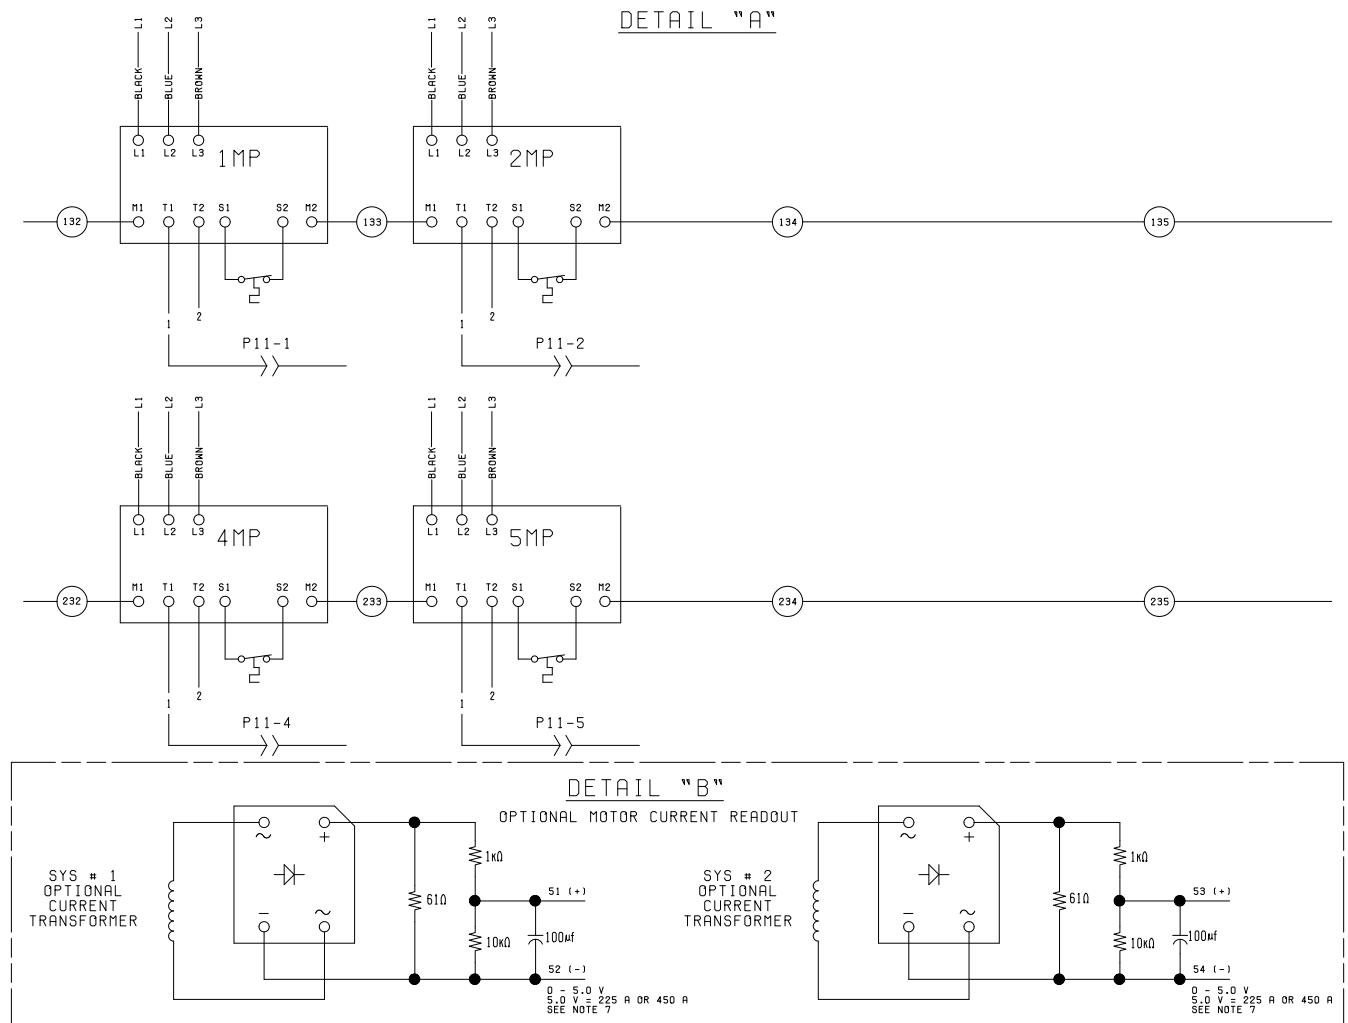 DETAIL "A"
L1 L2 L3 L1 L2 L3
BLACK BLUE BROWN BLACK BLUE BROWN
L1 L2 L3 L1 L2 L3
1MP 2MP
M1 T1 T2 S1 S2 M2 M1 T1 T2 S1 S2 M2
132 133 134 135
2 2
1 1
P11-1 P11-2
L1 L2 L3 L1 L2 L3
BLACK BLUE BROWN BLACK BLUE BROWN
L1 L2 L3 L1 L2 L3
4MP 5MP
M1 T1 T2 S1 S2 M2 M1 T1 T2 S1 S2 M2
232 233 234 235
2 2
1 1
P11-4 P11-5
DETAIL "B"
OPTIONAL MOTOR CURRENT READOUT
SYS # 1
OPTIONAL
CURRENT
TRANSFORMER
~ +
− ~
1KΩ
61Ω
10KΩ
100µf
51 (+)
52 (-)
0 - 5.0 V
5.0 V = 225 A OR 450 A
SEE NOTE 7
SYS # 2
OPTIONAL
CURRENT
TRANSFORMER
~ +
− ~
1KΩ
61Ω
10KΩ
100µf
53 (+)
54 (-)
0 - 5.0 V
5.0 V = 225 A OR 450 A
SEE NOTE 7